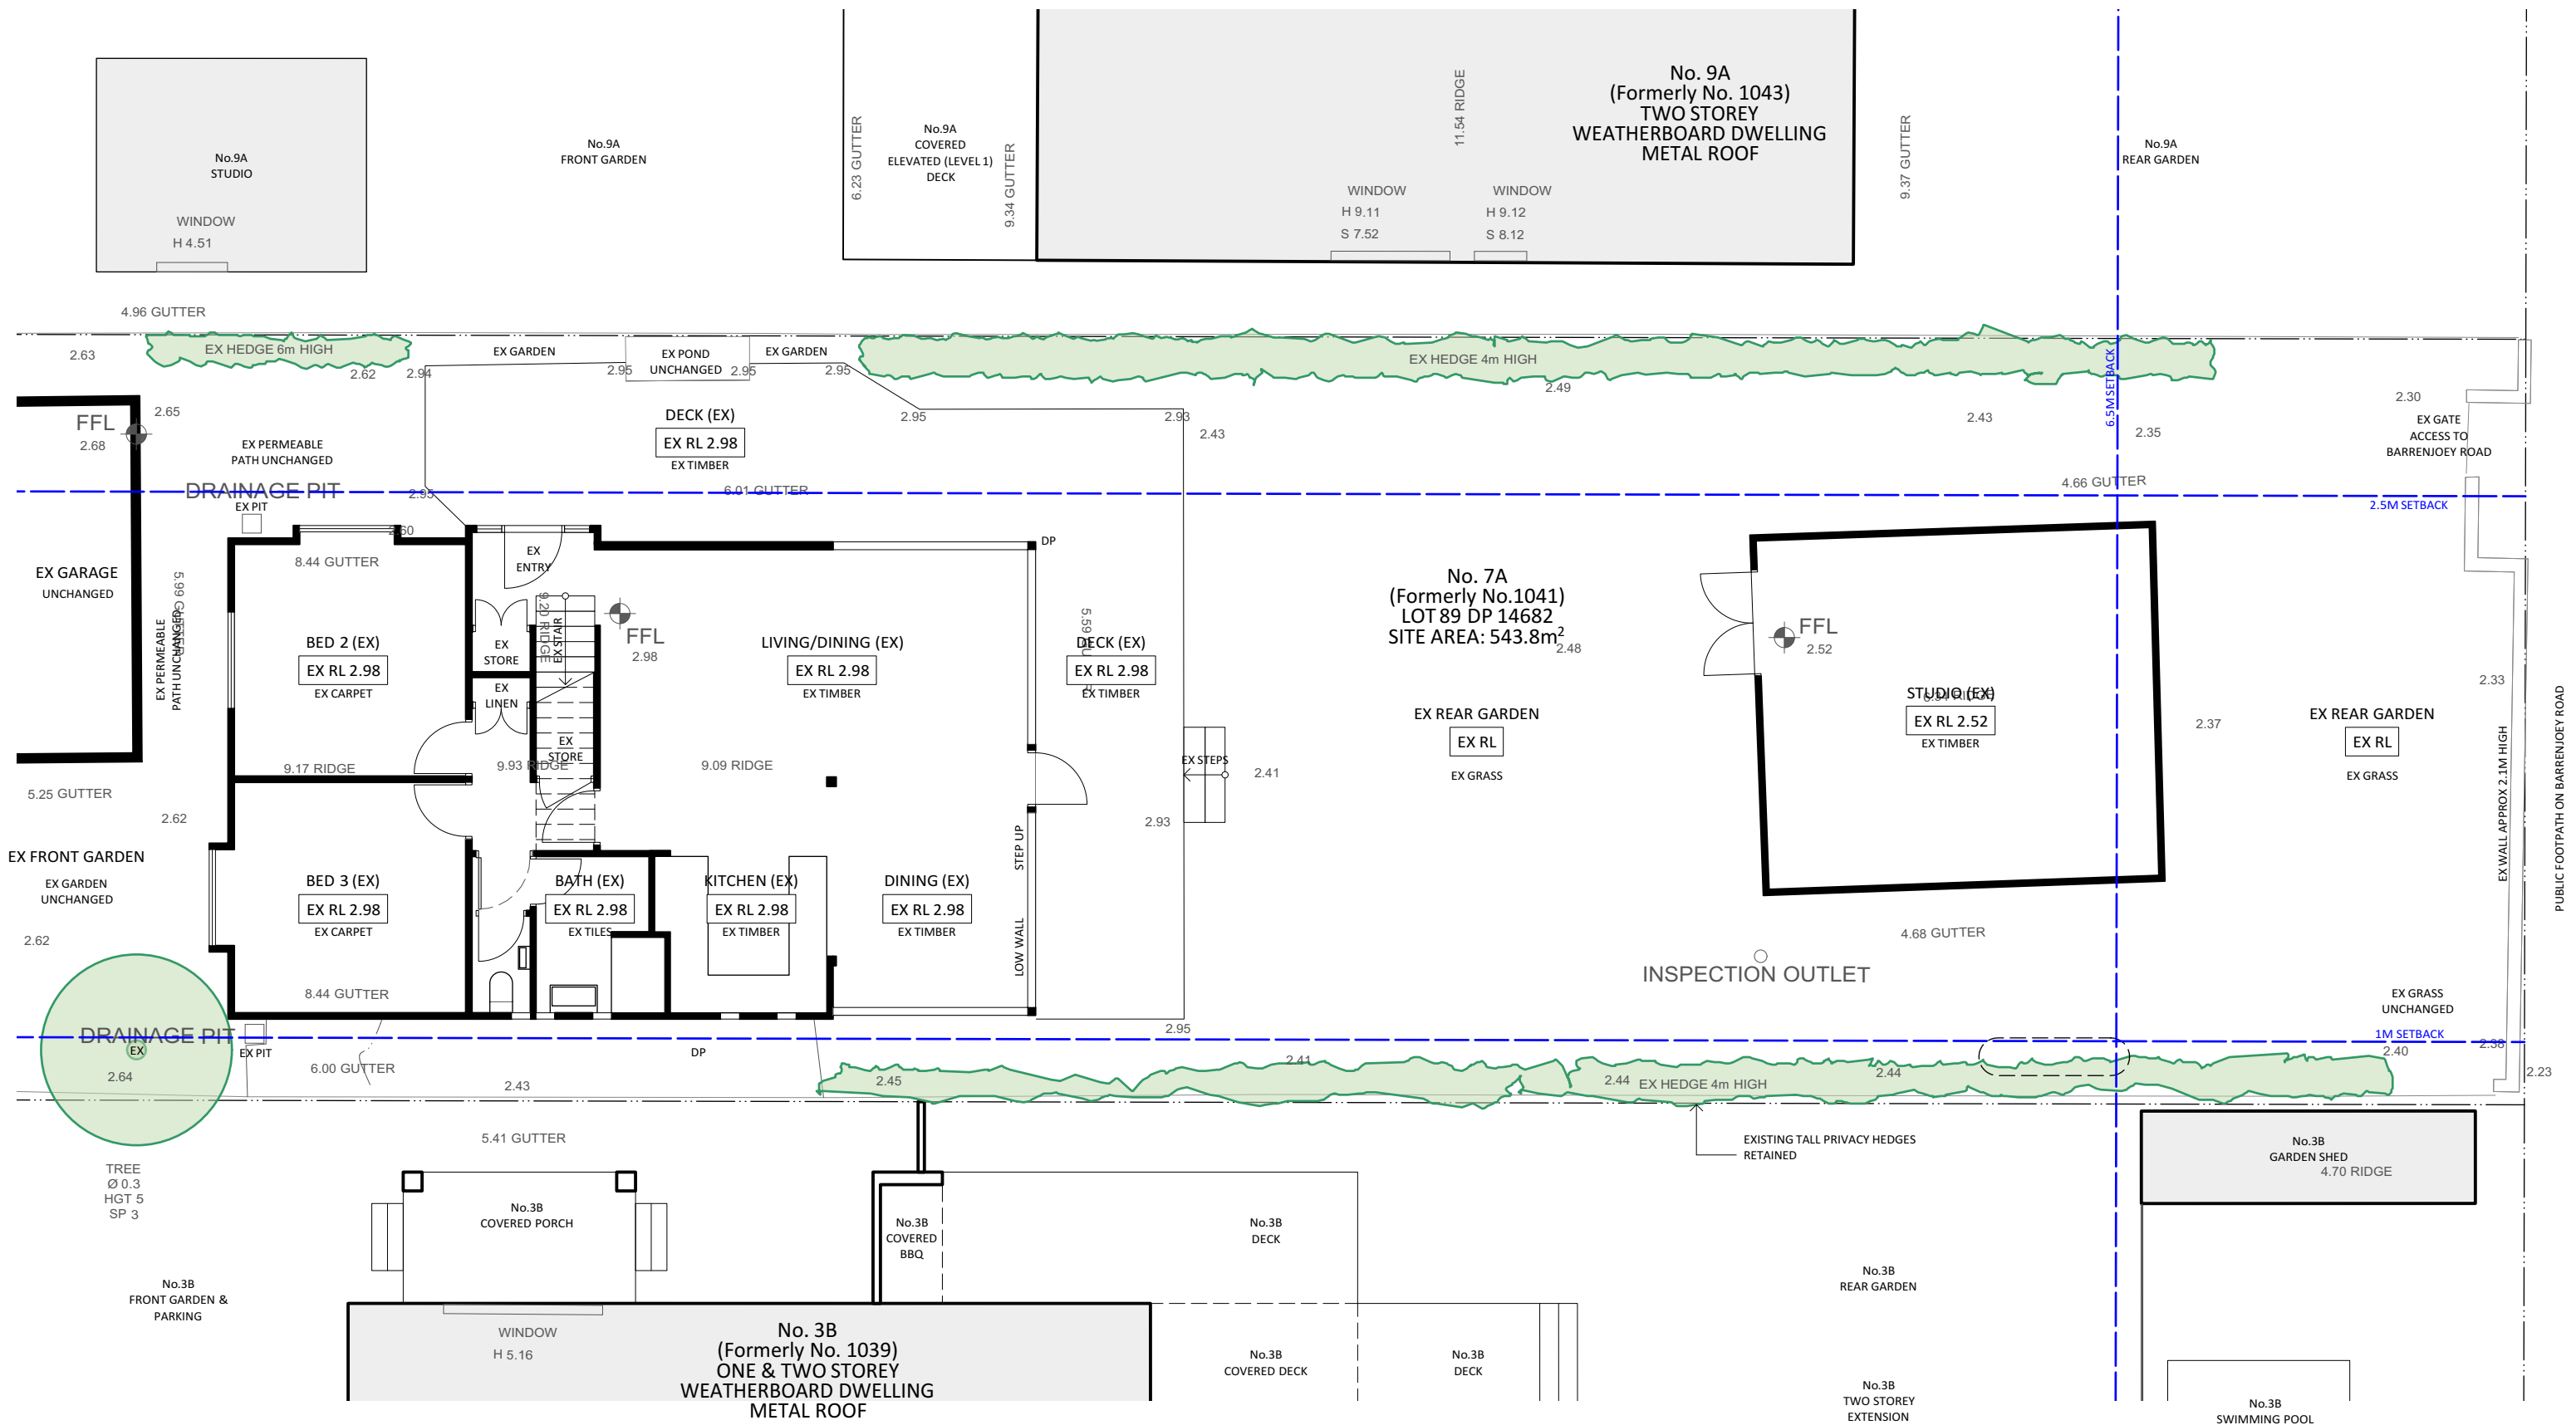 No. 9A
(Formerly No. 1043)
TWO STOREY
WEATHERBOARD DWELLING
METAL ROOF
No.9A
STUDIO
WINDOW
H 4.51
No.9A
FRONT GARDEN
6.23 GUTTER
No.9A
COVERED
ELEVATED (LEVEL 1)
DECK
9.34 GUTTER
11.54 RIDGE
WINDOW
H 9.11
S 7.52
WINDOW
H 9.12
S 8.12
9.37 GUTTER
No.9A
REAR GARDEN
4.96 GUTTER
2.63
EX HEDGE 6m HIGH
2.62
2.94
EX GARDEN
EX POND
UNCHANGED
EX GARDEN
2.95
2.95
2.95
EX HEDGE 4m HIGH
2.49
6.5M SETBACK
2.65
FFL
2.68
EX PERMEABLE
PATH UNCHANGED
DECK (EX)
EX RL 2.98
EX TIMBER
2.95
2.93
2.43
2.43
2.35
2.30
EX GATE
ACCESS TO
BARRENJOEY ROAD
DRAINAGE PIT
EX PIT
2.95
6.01 GUTTER
4.66 GUTTER
2.5M SETBACK
2.60
8.44 GUTTER
EX
ENTRY
DP
EX GARAGE
UNCHANGED
EX PERMEABLE
PATH UNCHANGED
BED 2 (EX)
EX RL 2.98
EX CARPET
EX
STORE
9.20 RIDGE
EX STAIR
FFL
2.98
EX
LINEN
EX
STORE
LIVING/DINING (EX)
EX RL 2.98
EX TIMBER
DECK (EX)
EX RL 2.98
EX TIMBER
No. 7A
(Formerly No.1041)
LOT 89 DP 14682
SITE AREA: 543.8m²
2.48
FFL
2.52
STUDIO (EX)
EX RL 2.52
EX TIMBER
2.33
2.37
EX REAR GARDEN
EX RL
EX GRASS
EX REAR GARDEN
EX RL
EX GRASS
EX WALL APPROX 2.1M HIGH
PUBLIC FOOTPATH ON BARRENJOEY ROAD
9.17 RIDGE
9.93 RIDGE
9.09 RIDGE
EX STEPS
2.41
5.25 GUTTER
2.62
2.93
EX FRONT GARDEN
EX GARDEN
UNCHANGED
2.62
BED 3 (EX)
EX RL 2.98
EX CARPET
BATH (EX)
EX RL 2.98
EX TILES
KITCHEN (EX)
EX RL 2.98
EX TIMBER
DINING (EX)
EX RL 2.98
EX TIMBER
STEP UP
LOW WALL
4.68 GUTTER
INSPECTION OUTLET
8.44 GUTTER
EX GRASS
UNCHANGED
1M SETBACK
DRAINAGE PIT
EX
2.64
EX PIT
6.00 GUTTER
DP
2.43
2.45
2.95
2.41
2.44
EX HEDGE 4m HIGH
2.44
2.40
2.38
2.23
5.41 GUTTER
EXISTING TALL PRIVACY HEDGES
RETAINED
TREE
Ø 0.3
HGT 5
SP 3
No.3B
COVERED PORCH
No.3B
COVERED
BBQ
No.3B
DECK
No.3B
GARDEN SHED
4.70 RIDGE
No.3B
FRONT GARDEN &
PARKING
No.3B
REAR GARDEN
WINDOW
H 5.16
No. 3B
(Formerly No. 1039)
ONE & TWO STOREY
WEATHERBOARD DWELLING
METAL ROOF
No.3B
COVERED DECK
No.3B
DECK
No.3B
TWO STOREY
EXTENSION
No.3B
SWIMMING POOL